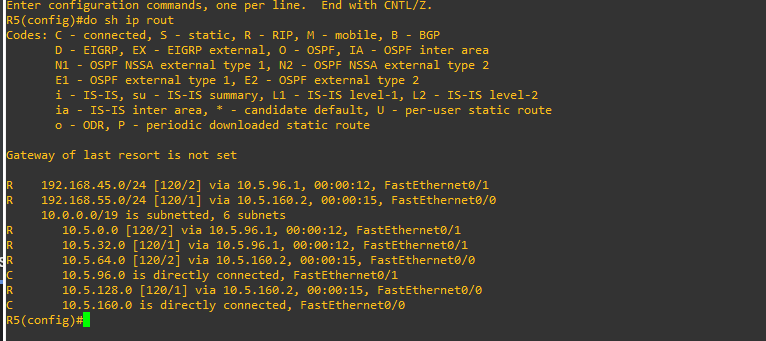 Enter configuration commands, one per line.  End with CNTL/Z.
R5(config)#do sh ip rout
Codes: C - connected, S - static, R - RIP, M - mobile, B - BGP
       D - EIGRP, EX - EIGRP external, O - OSPF, IA - OSPF inter area
       N1 - OSPF NSSA external type 1, N2 - OSPF NSSA external type 2
       E1 - OSPF external type 1, E2 - OSPF external type 2
       i - IS-IS, su - IS-IS summary, L1 - IS-IS level-1, L2 - IS-IS level-2
       ia - IS-IS inter area, * - candidate default, U - per-user static route
       o - ODR, P - periodic downloaded static route
Gateway of last resort is not set
R    192.168.45.0/24 [120/2] via 10.5.96.1, 00:00:12, FastEthernet0/1
R    192.168.55.0/24 [120/1] via 10.5.160.2, 00:00:15, FastEthernet0/0
     10.0.0.0/19 is subnetted, 6 subnets
R       10.5.0.0 [120/2] via 10.5.96.1, 00:00:12, FastEthernet0/1
R       10.5.32.0 [120/1] via 10.5.96.1, 00:00:12, FastEthernet0/1
R       10.5.64.0 [120/2] via 10.5.160.2, 00:00:15, FastEthernet0/0
C       10.5.96.0 is directly connected, FastEthernet0/1
R       10.5.128.0 [120/1] via 10.5.160.2, 00:00:15, FastEthernet0/0
C       10.5.160.0 is directly connected, FastEthernet0/0
R5(config)#